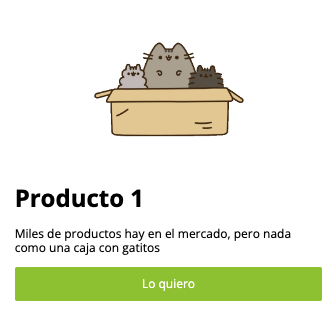 Producto 1
Miles de productos hay en el mercado, pero nada
como una caja con gatitos
Lo quiero